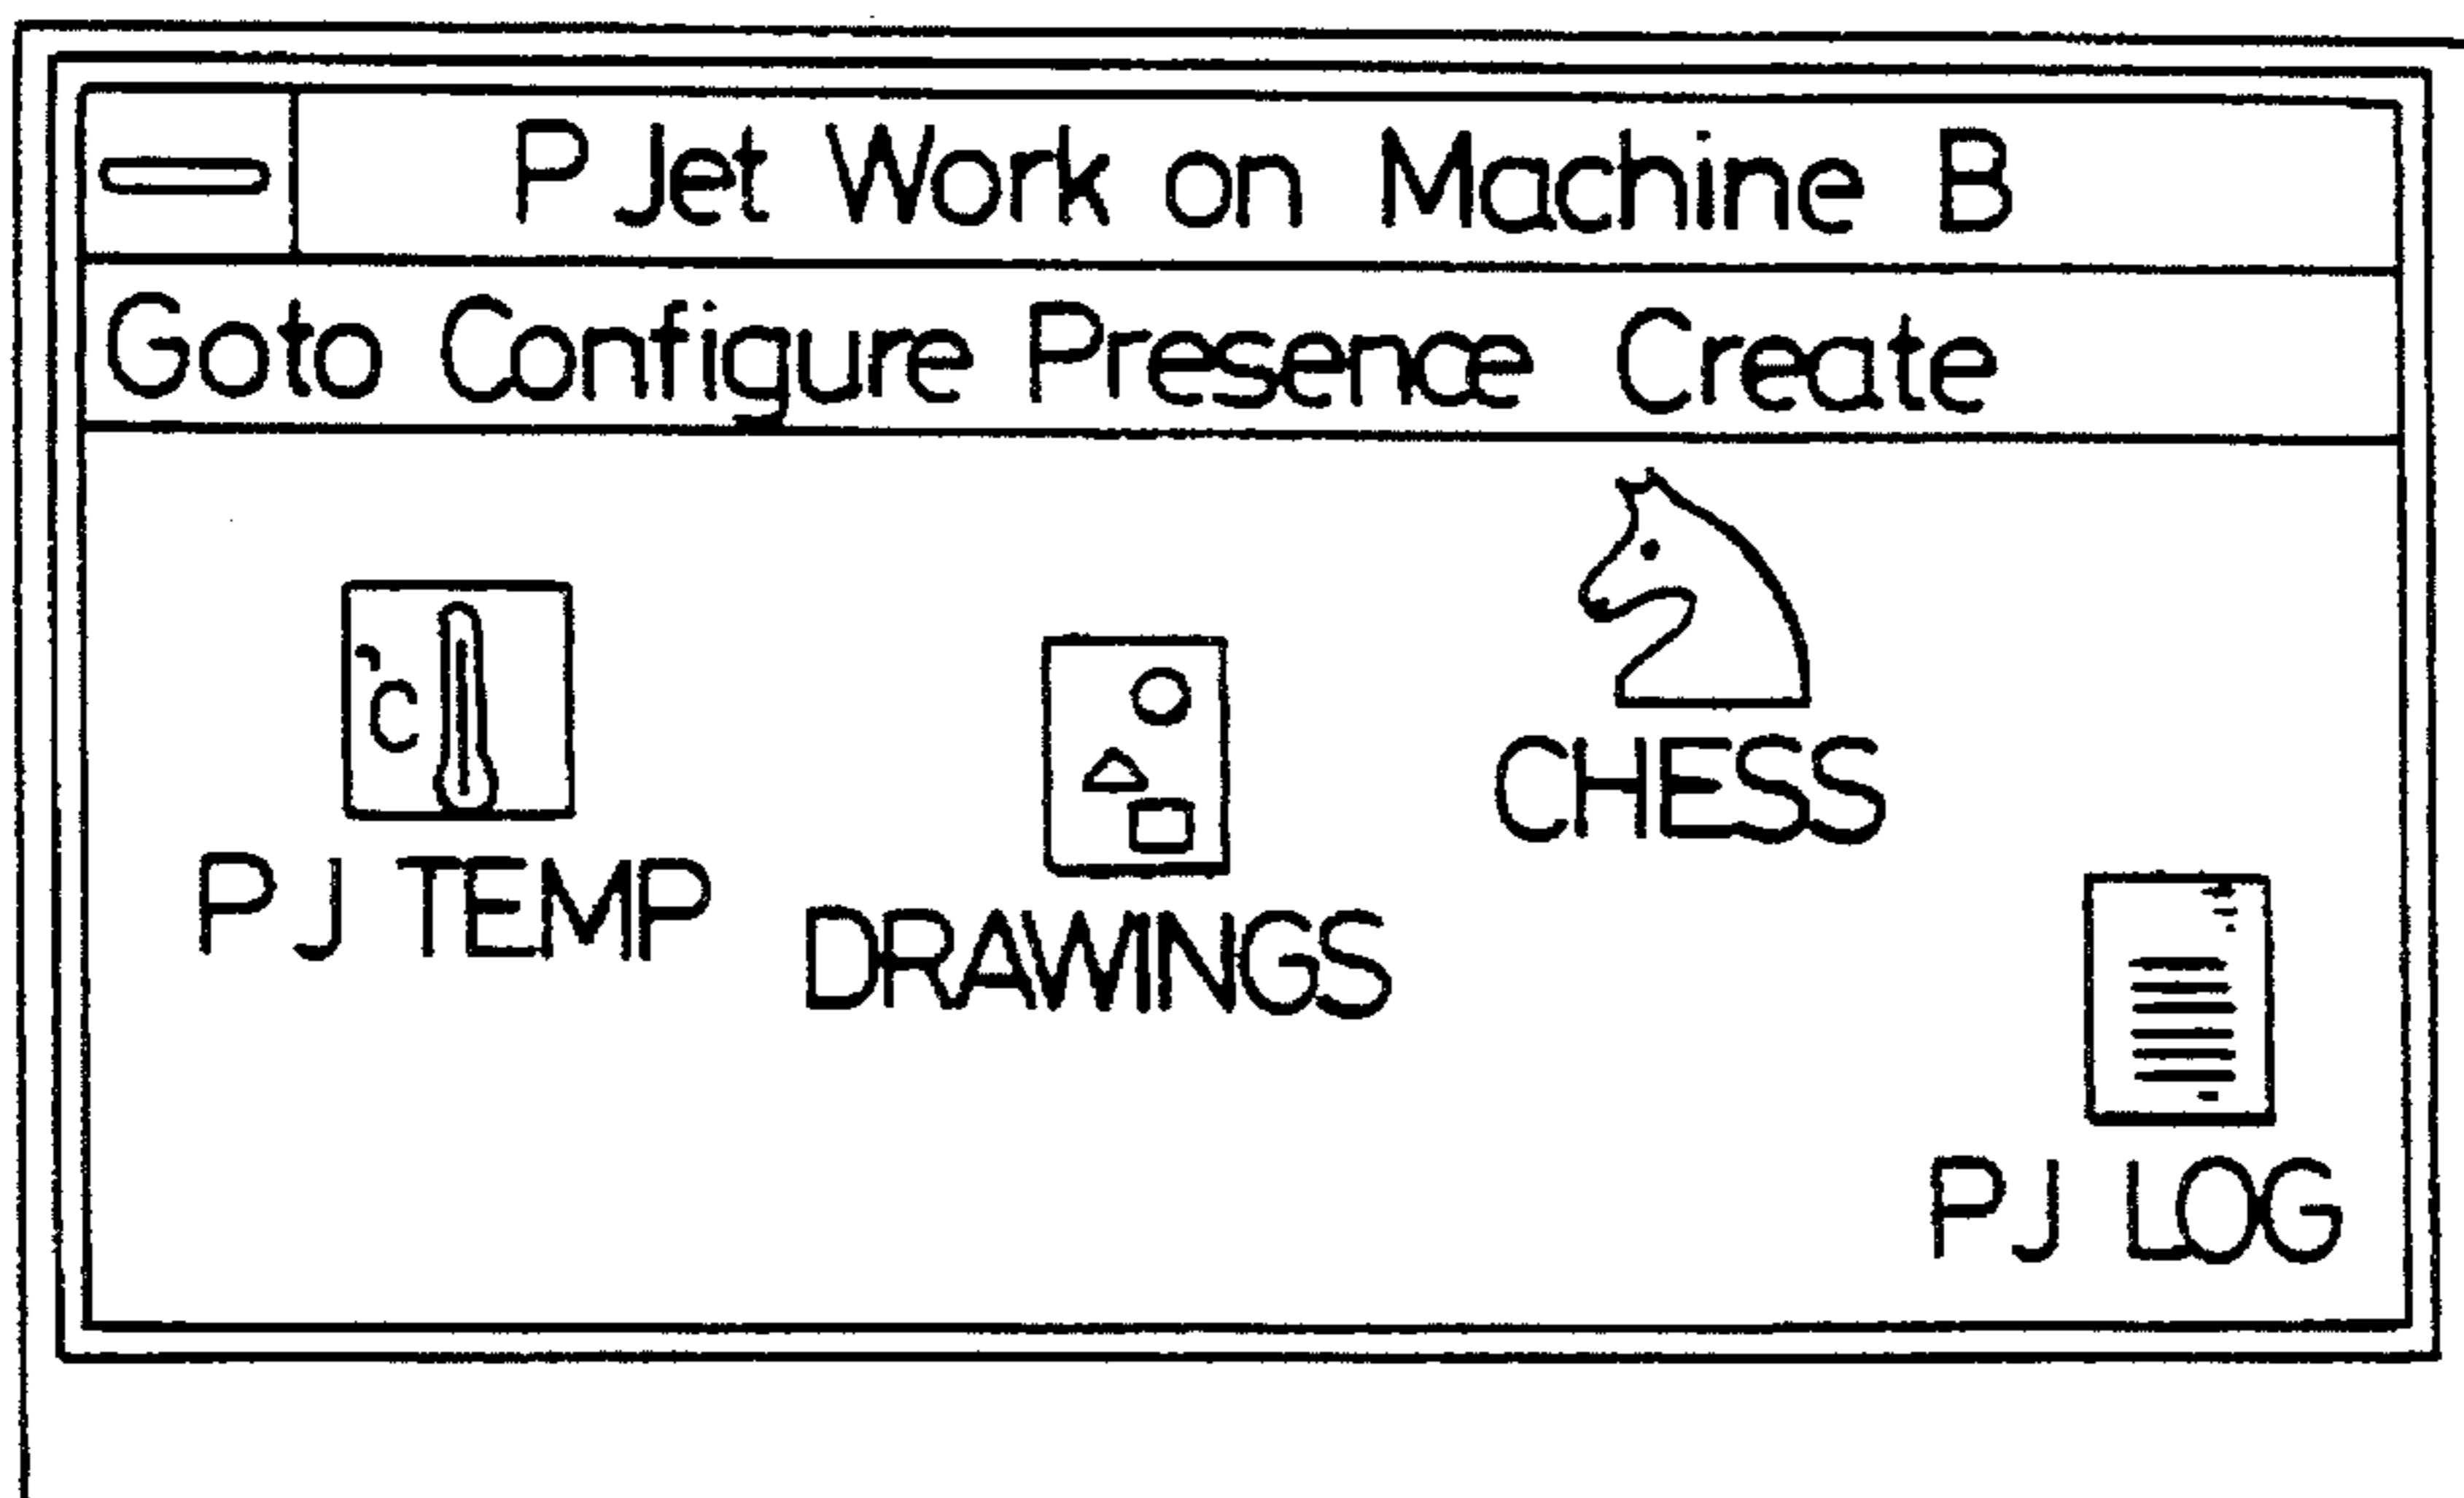 P Jet Work on Machine B
Goto Configure Presence Create
°C
PJ TEMP
DRAWINGS
CHESS
PJ LOG